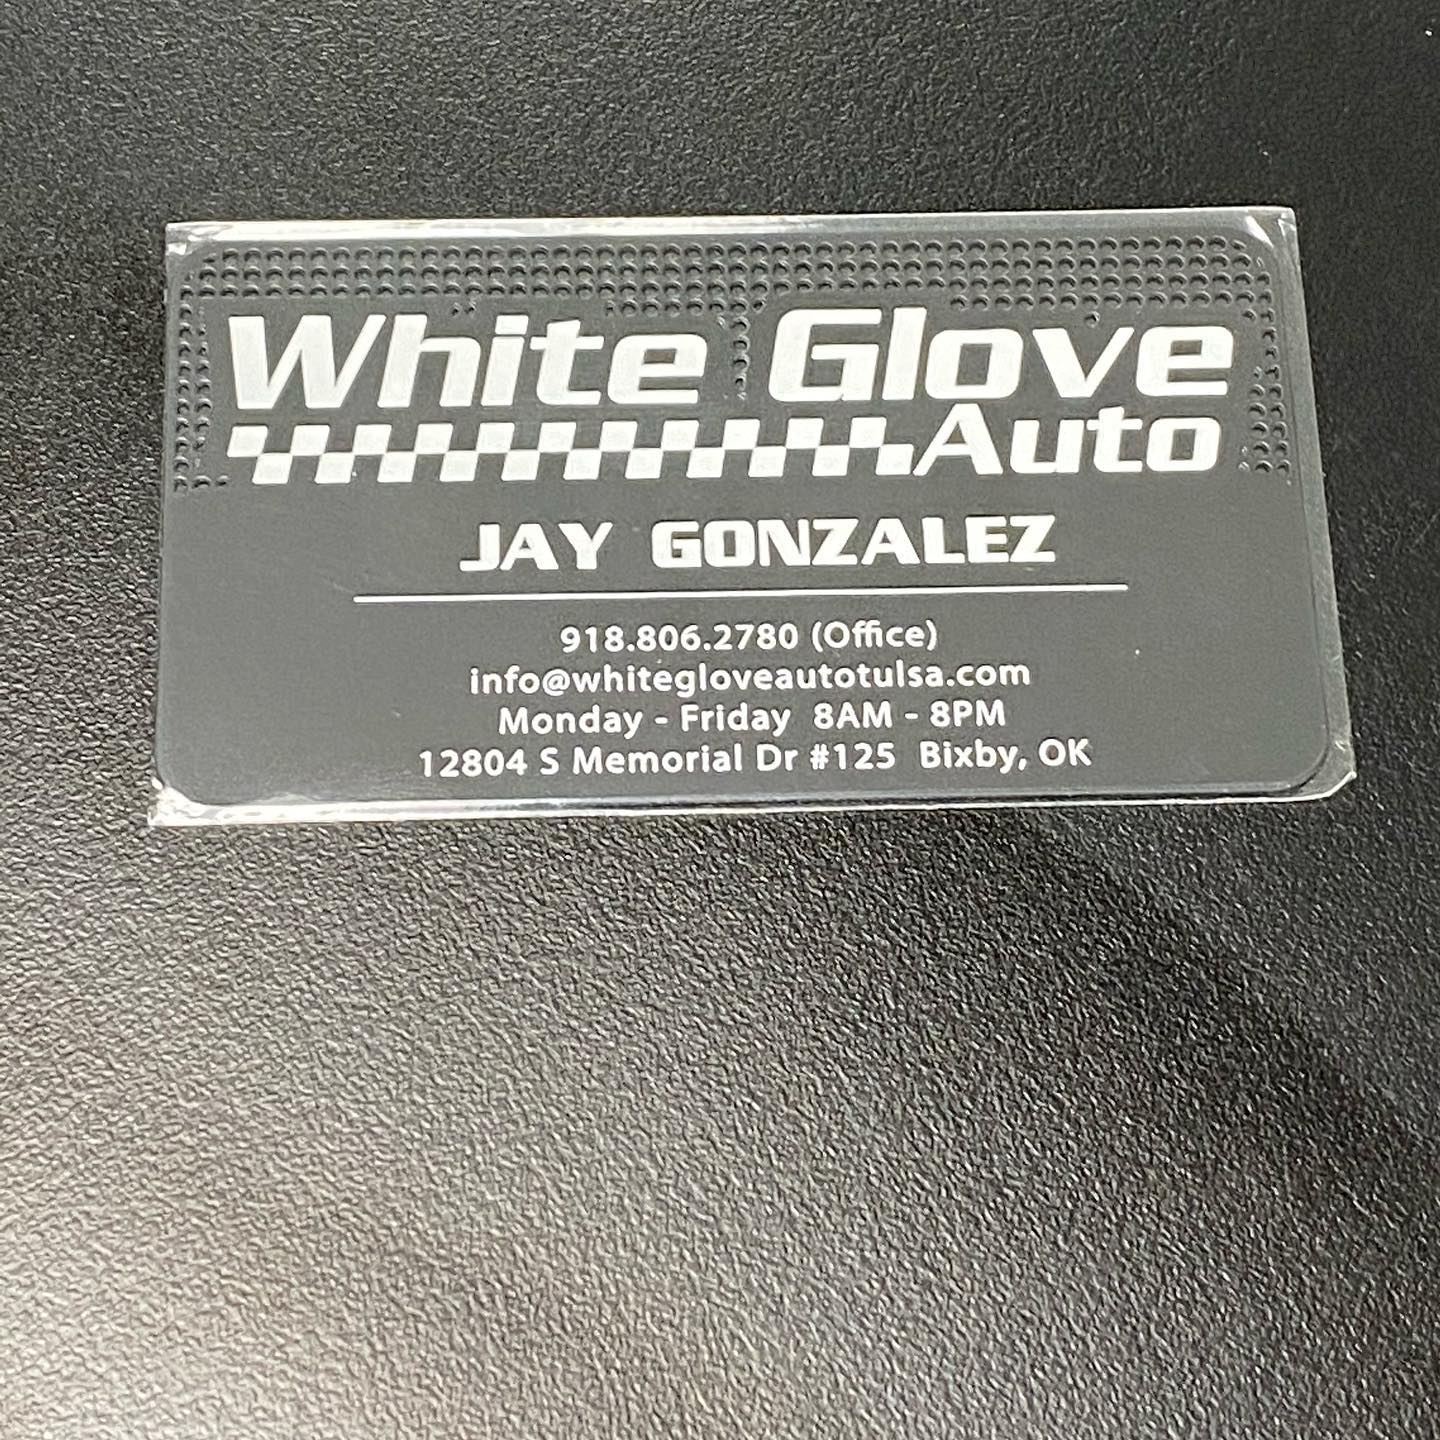 White Glove
Auto
JAY GONZALEZ
918.806.2780 (Office)
info@whitegloveautotulsa.com
Monday - Friday 8AM - 8PM
12804 S Memorial Dr #125 Bixby, OK